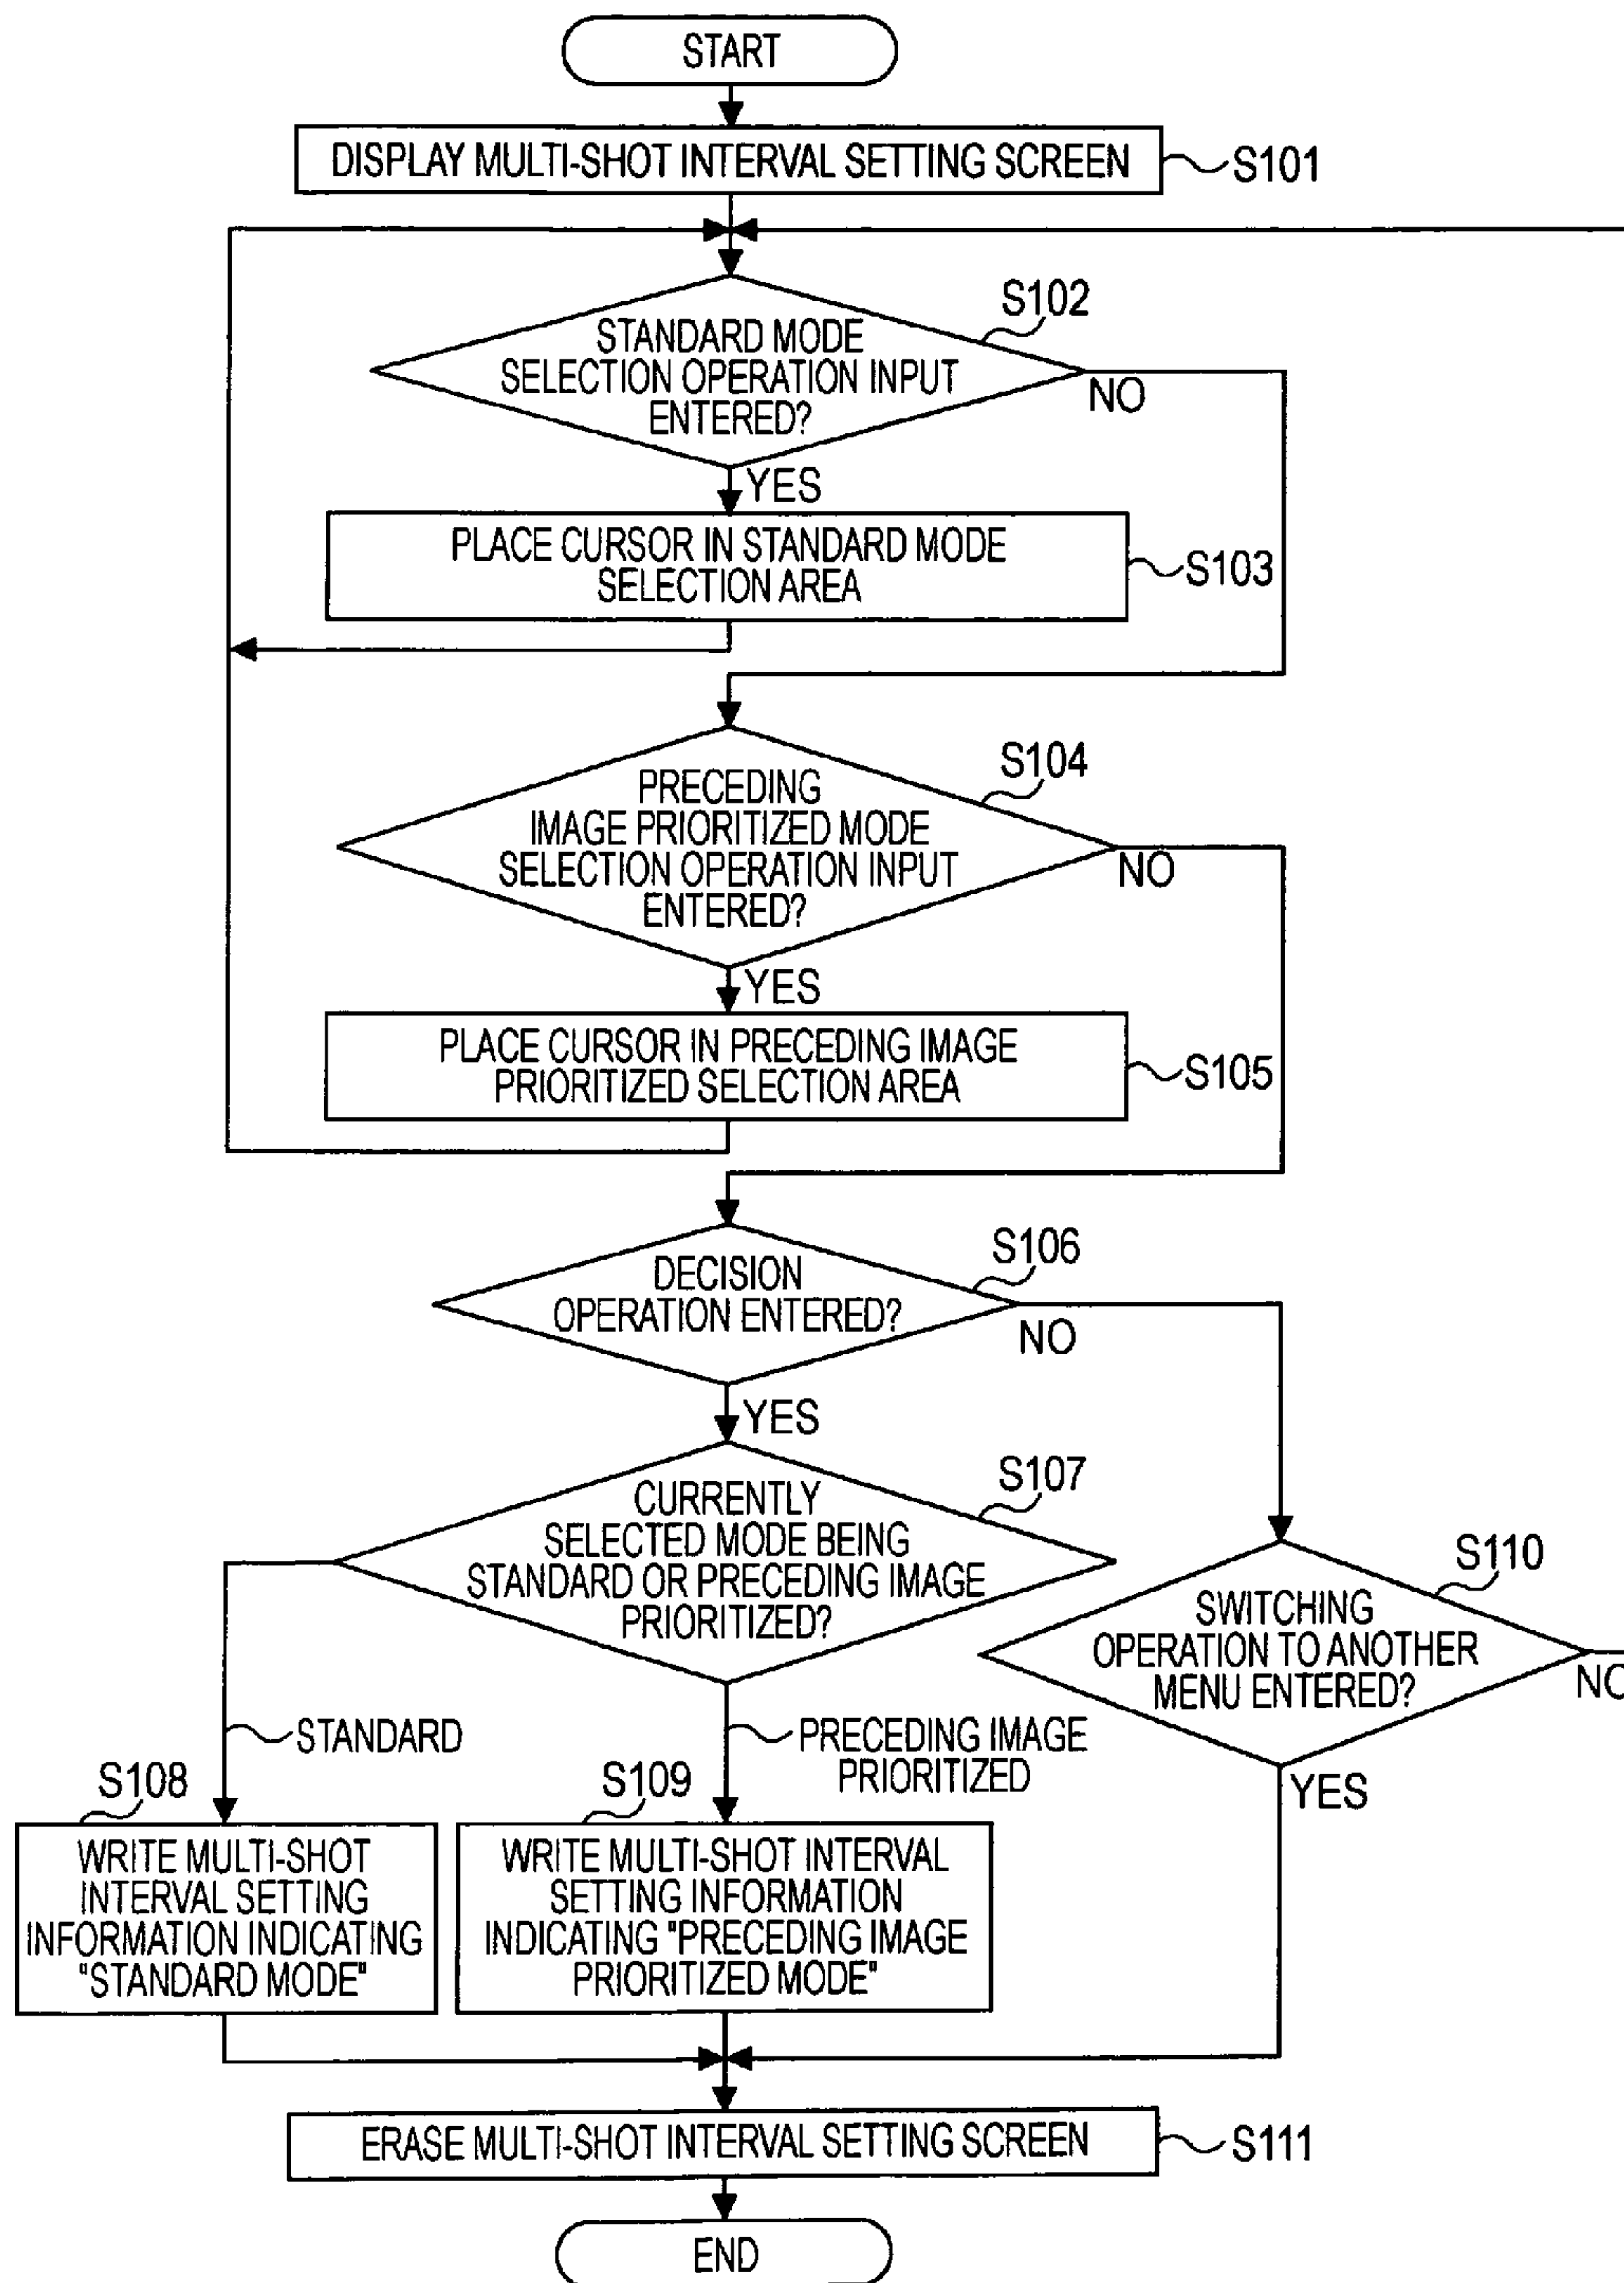 START
DISPLAY MULTI-SHOT INTERVAL SETTING SCREEN
S101
S102
STANDARD MODE
SELECTION OPERATION INPUT
ENTERED?
NO
YES
PLACE CURSOR IN STANDARD MODE
SELECTION AREA
S103
S104
PRECEDING
IMAGE PRIORITIZED MODE
SELECTION OPERATION INPUT
ENTERED?
NO
YES
PLACE CURSOR IN PRECEDING IMAGE
PRIORITIZED SELECTION AREA
S105
S106
DECISION
OPERATION ENTERED?
NO
YES
S107
CURRENTLY
SELECTED MODE BEING
STANDARD OR PRECEDING IMAGE
PRIORITIZED?
S110
SWITCHING
OPERATION TO ANOTHER
MENU ENTERED?
NO
YES
STANDARD
PRECEDING IMAGE
PRIORITIZED
S108
WRITE MULTI-SHOT
INTERVAL SETTING
INFORMATION INDICATING
"STANDARD MODE"
S109
WRITE MULTI-SHOT INTERVAL
SETTING INFORMATION
INDICATING "PRECEDING IMAGE
PRIORITIZED MODE"
ERASE MULTI-SHOT INTERVAL SETTING SCREEN
S111
END